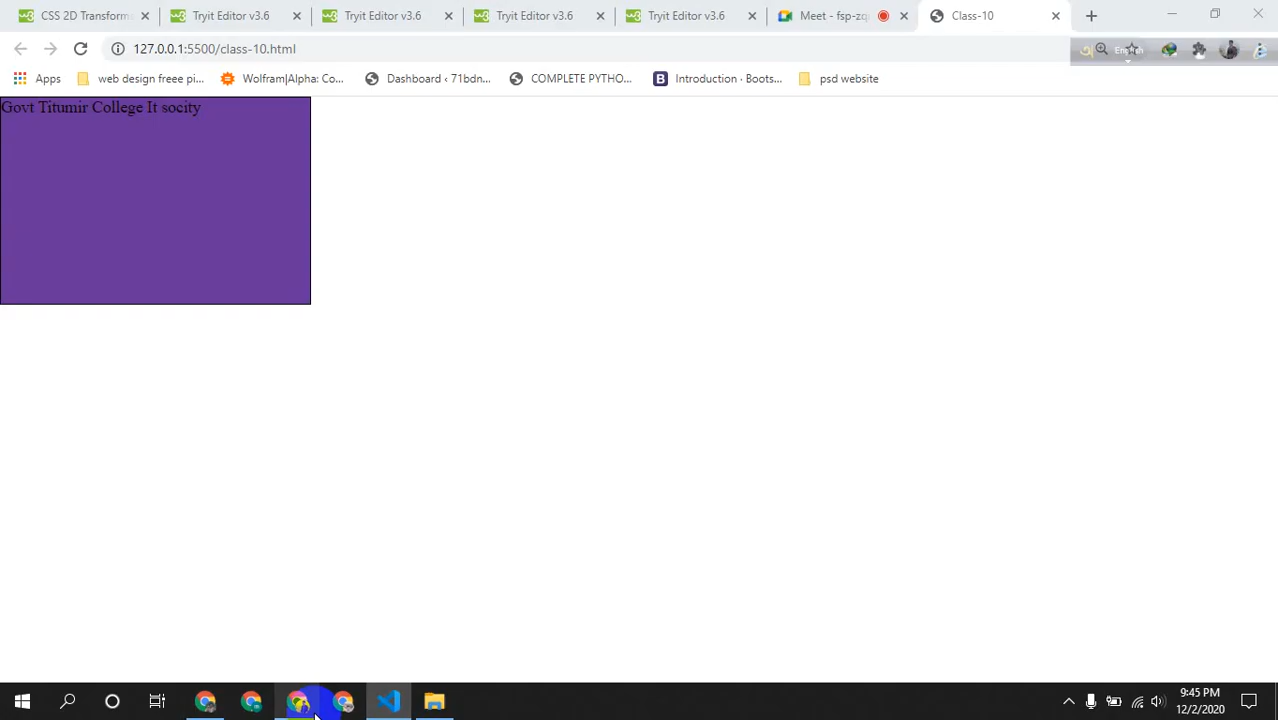 CSS 2D Transform Tryit Editor v3.6 Tryit Editor v3.6 Tryit Editor v3.6 Tryit Editor v3.6 Meet - fsp-zq Class-10
127.0.0.1:5500/class-10.html English
Apps web design freee pi... Wolfram|Alpha: Co... Dashboard ‹ 71bdn... COMPLETE PYTHO... Introduction · Boots... psd website
Govt Titumir College It socity
9:45 PM
12/2/2020